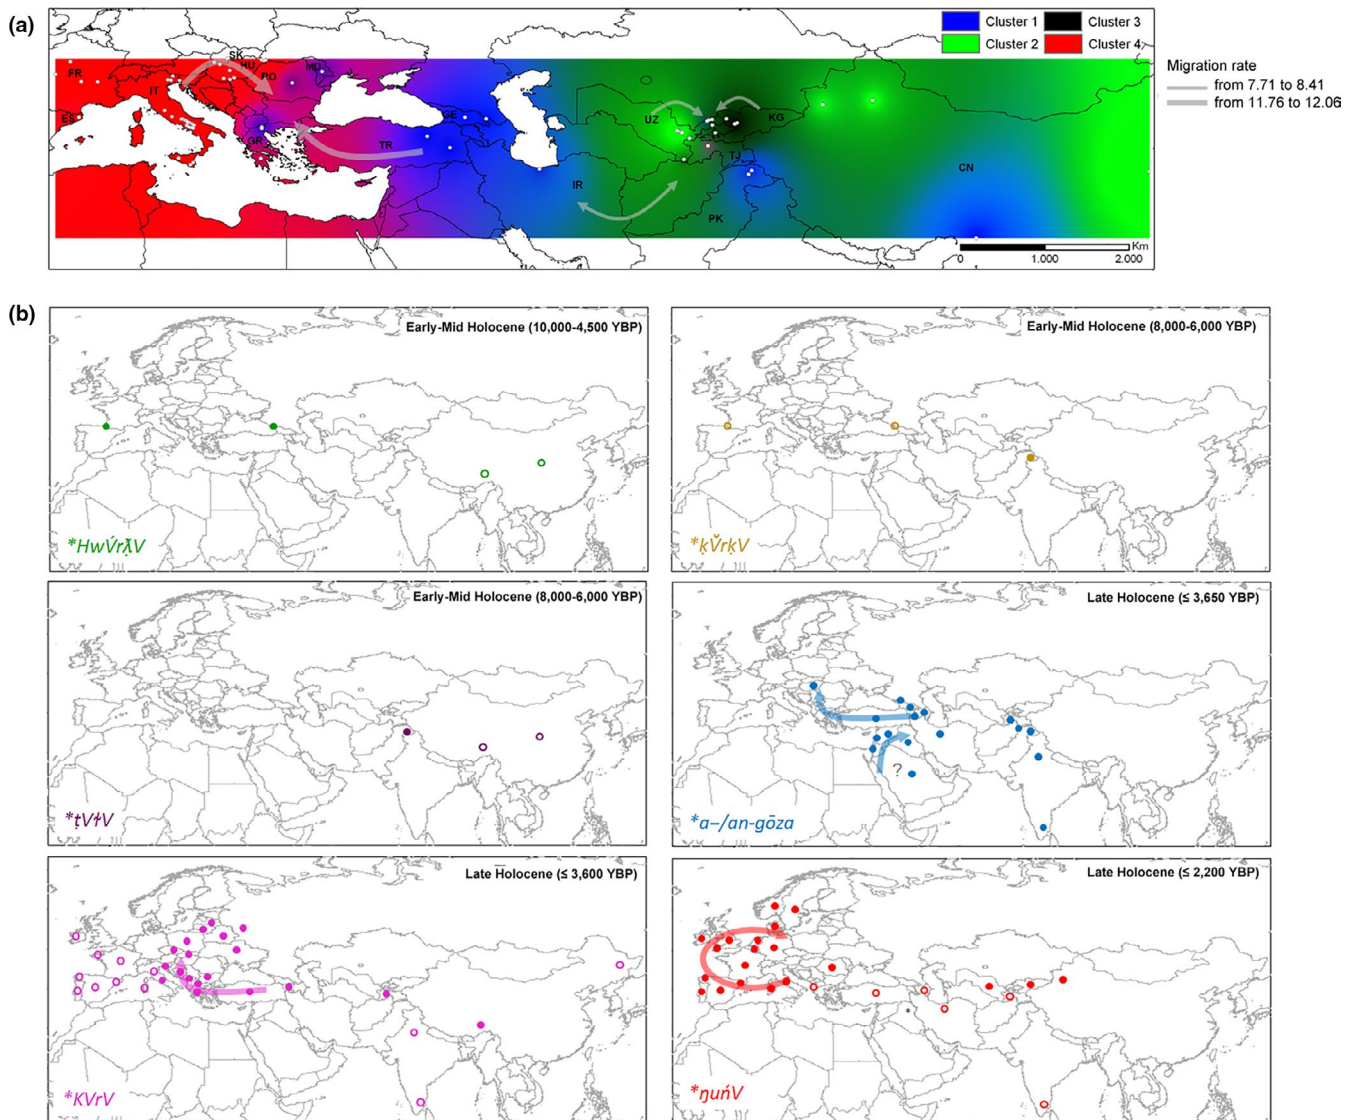 (a)
Cluster 1
Cluster 3
Cluster 2
Cluster 4
Migration rate
from 7.71 to 8.41
from 11.76 to 12.06
FR
SK
HU
RO
MD
IT
ES
GR
TR
GE
IR
UZ
KG
TJ
PK
CN
Km
0
1.000
2.000
(b)
Early-Mid Holocene (10,000-4,500 YBP)
*HwV́rƛ̣V
Early-Mid Holocene (8,000-6,000 YBP)
*ḳV̆rḳV
Early-Mid Holocene (8,000-6,000 YBP)
*ṭVɫV
Late Holocene (≤ 3,650 YBP)
?
*a–/an-gōza
Late Holocene (≤ 3,600 YBP)
*KVrV
Late Holocene (≤ 2,200 YBP)
*
*ŋuńV